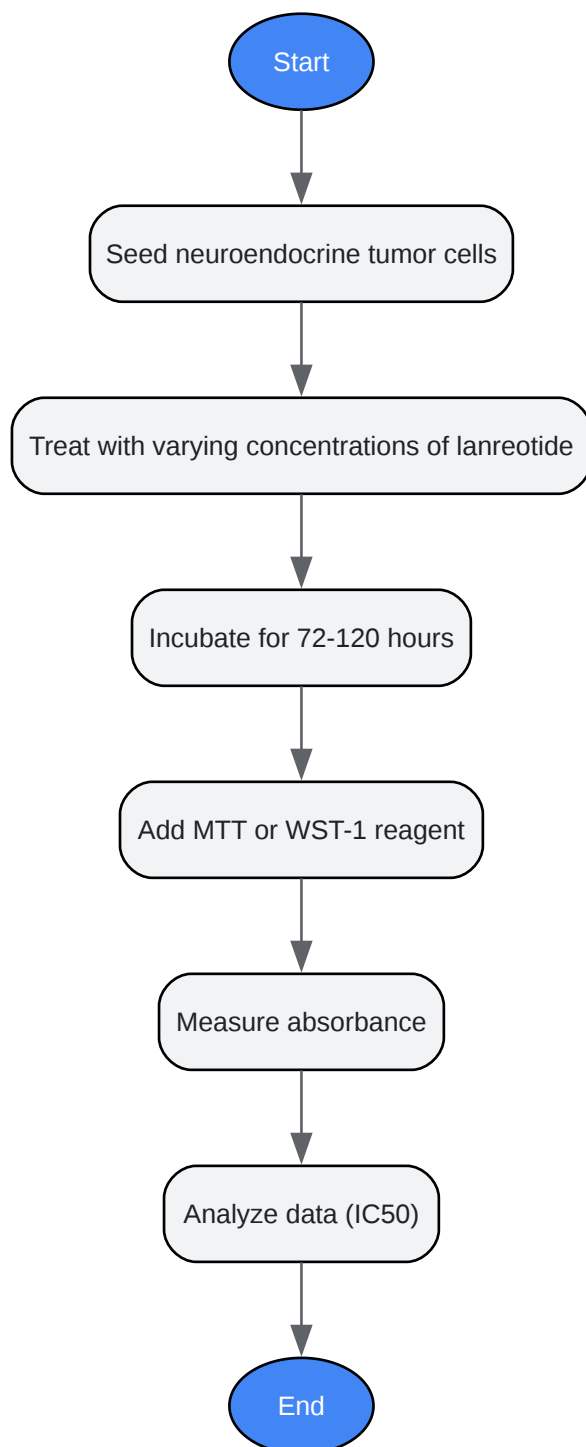 Start
Seed neuroendocrine tumor cells
Treat with varying concentrations of lanreotide
Incubate for 72-120 hours
Add MTT or WST-1 reagent
Measure absorbance
Analyze data (IC50)
End